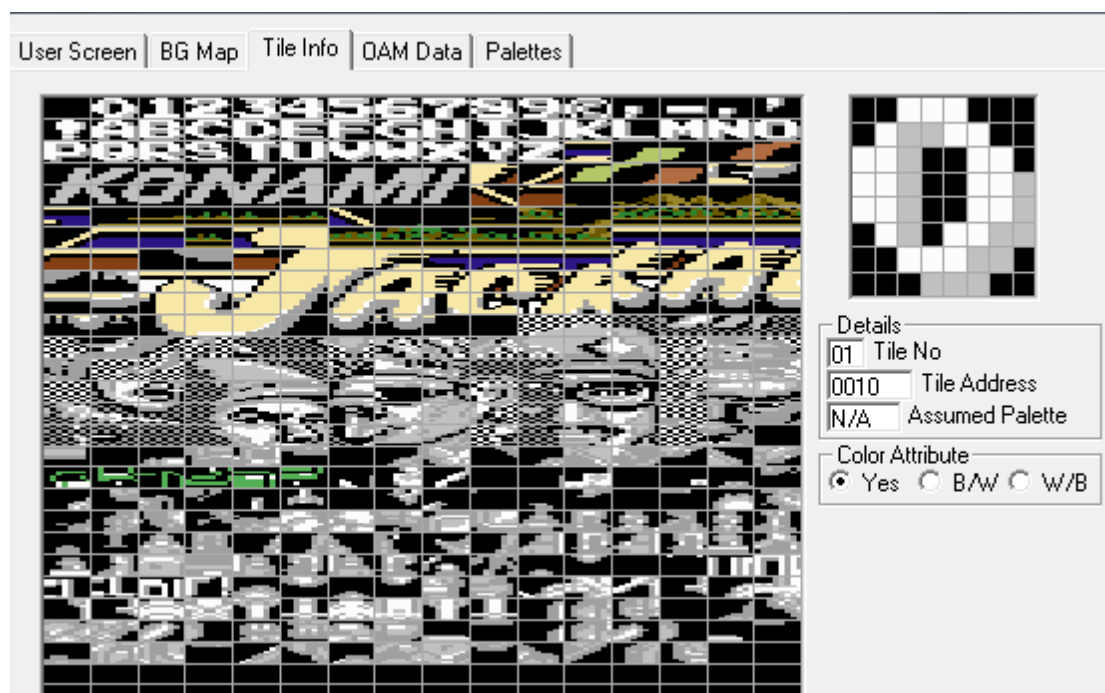 User Screen
BG Map
Tile Info
OAM Data
Palettes
0123456789
ABCDEFGHIJKLMNO
PQRSTUVWXYZ
KONAMI
Jacka
Details
01 Tile No
0010 Tile Address
N/A Assumed Palette
Color Attribute
Yes B/W W/B